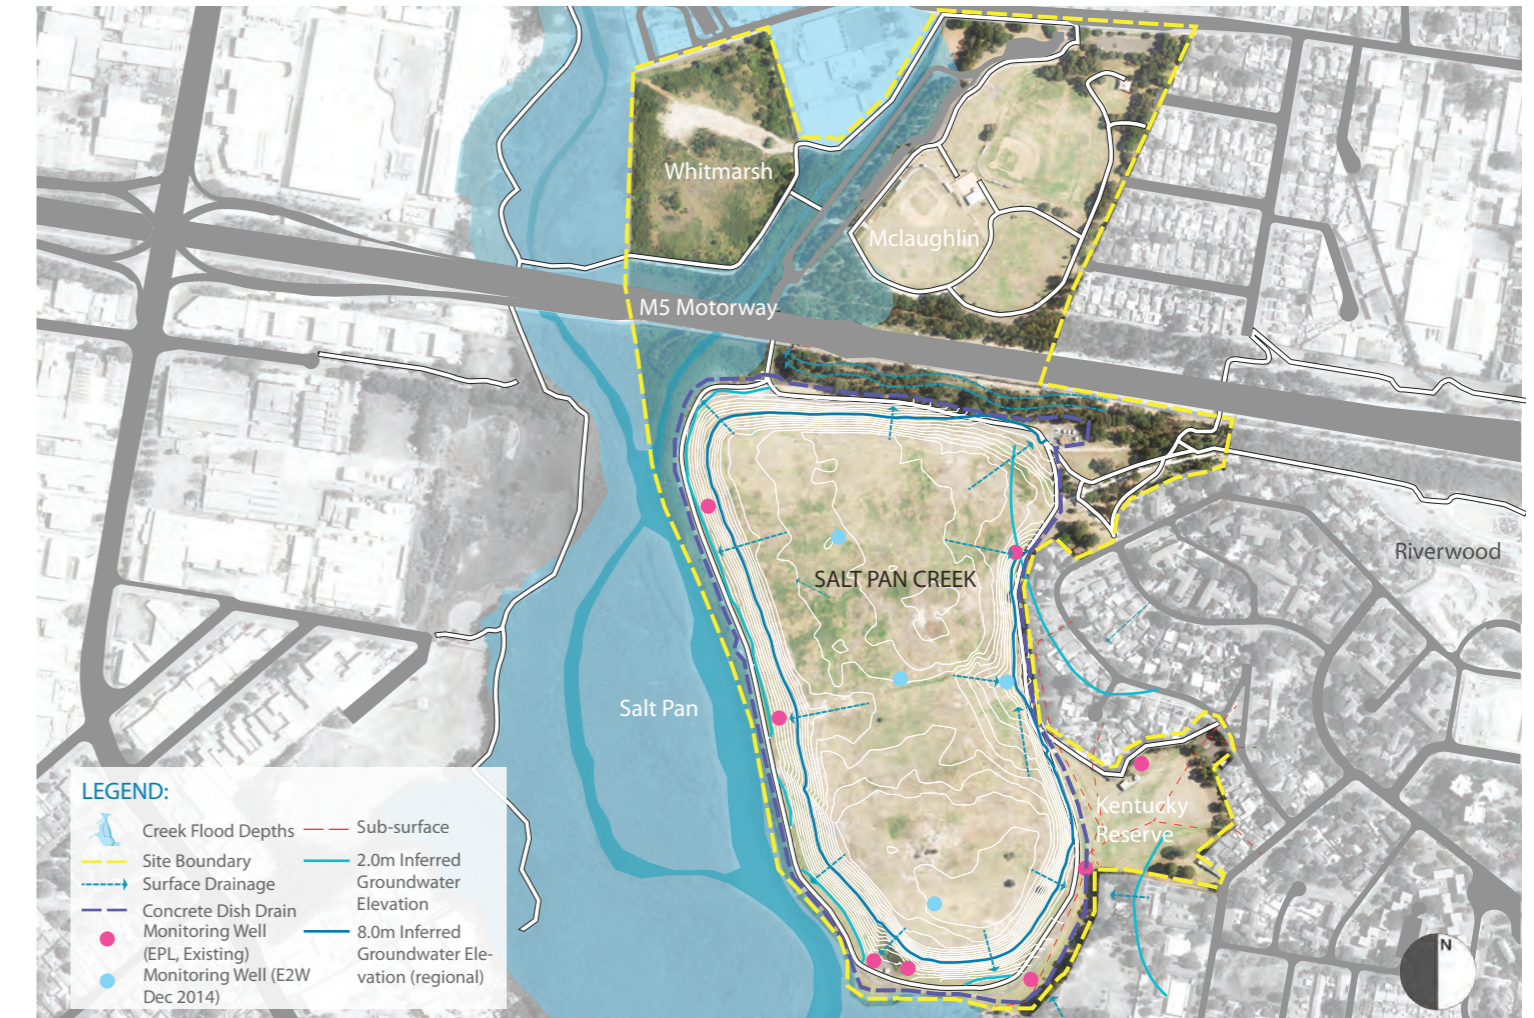 Whitmarsh
Mclaughlin
M5 Motorway
Riverwood
SALT PAN CREEK
Salt Pan
Kentucky
Reserve
LEGEND:
Creek Flood Depths
Site Boundary
Surface Drainage
Concrete Dish Drain
Monitoring Well
(EPL, Existing)
Monitoring Well (E2W
Dec 2014)
Sub-surface
2.0m Inferred
Groundwater
Elevation
8.0m Inferred
Groundwater Ele-
vation (regional)
N